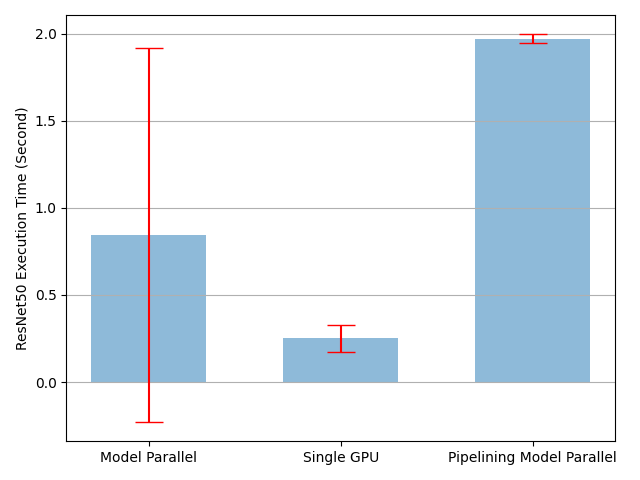 2.0
1.5
1.0
0.5
0.0
ResNet50 Execution Time (Second)
Model Parallel
Single GPU
Pipelining Model Parallel